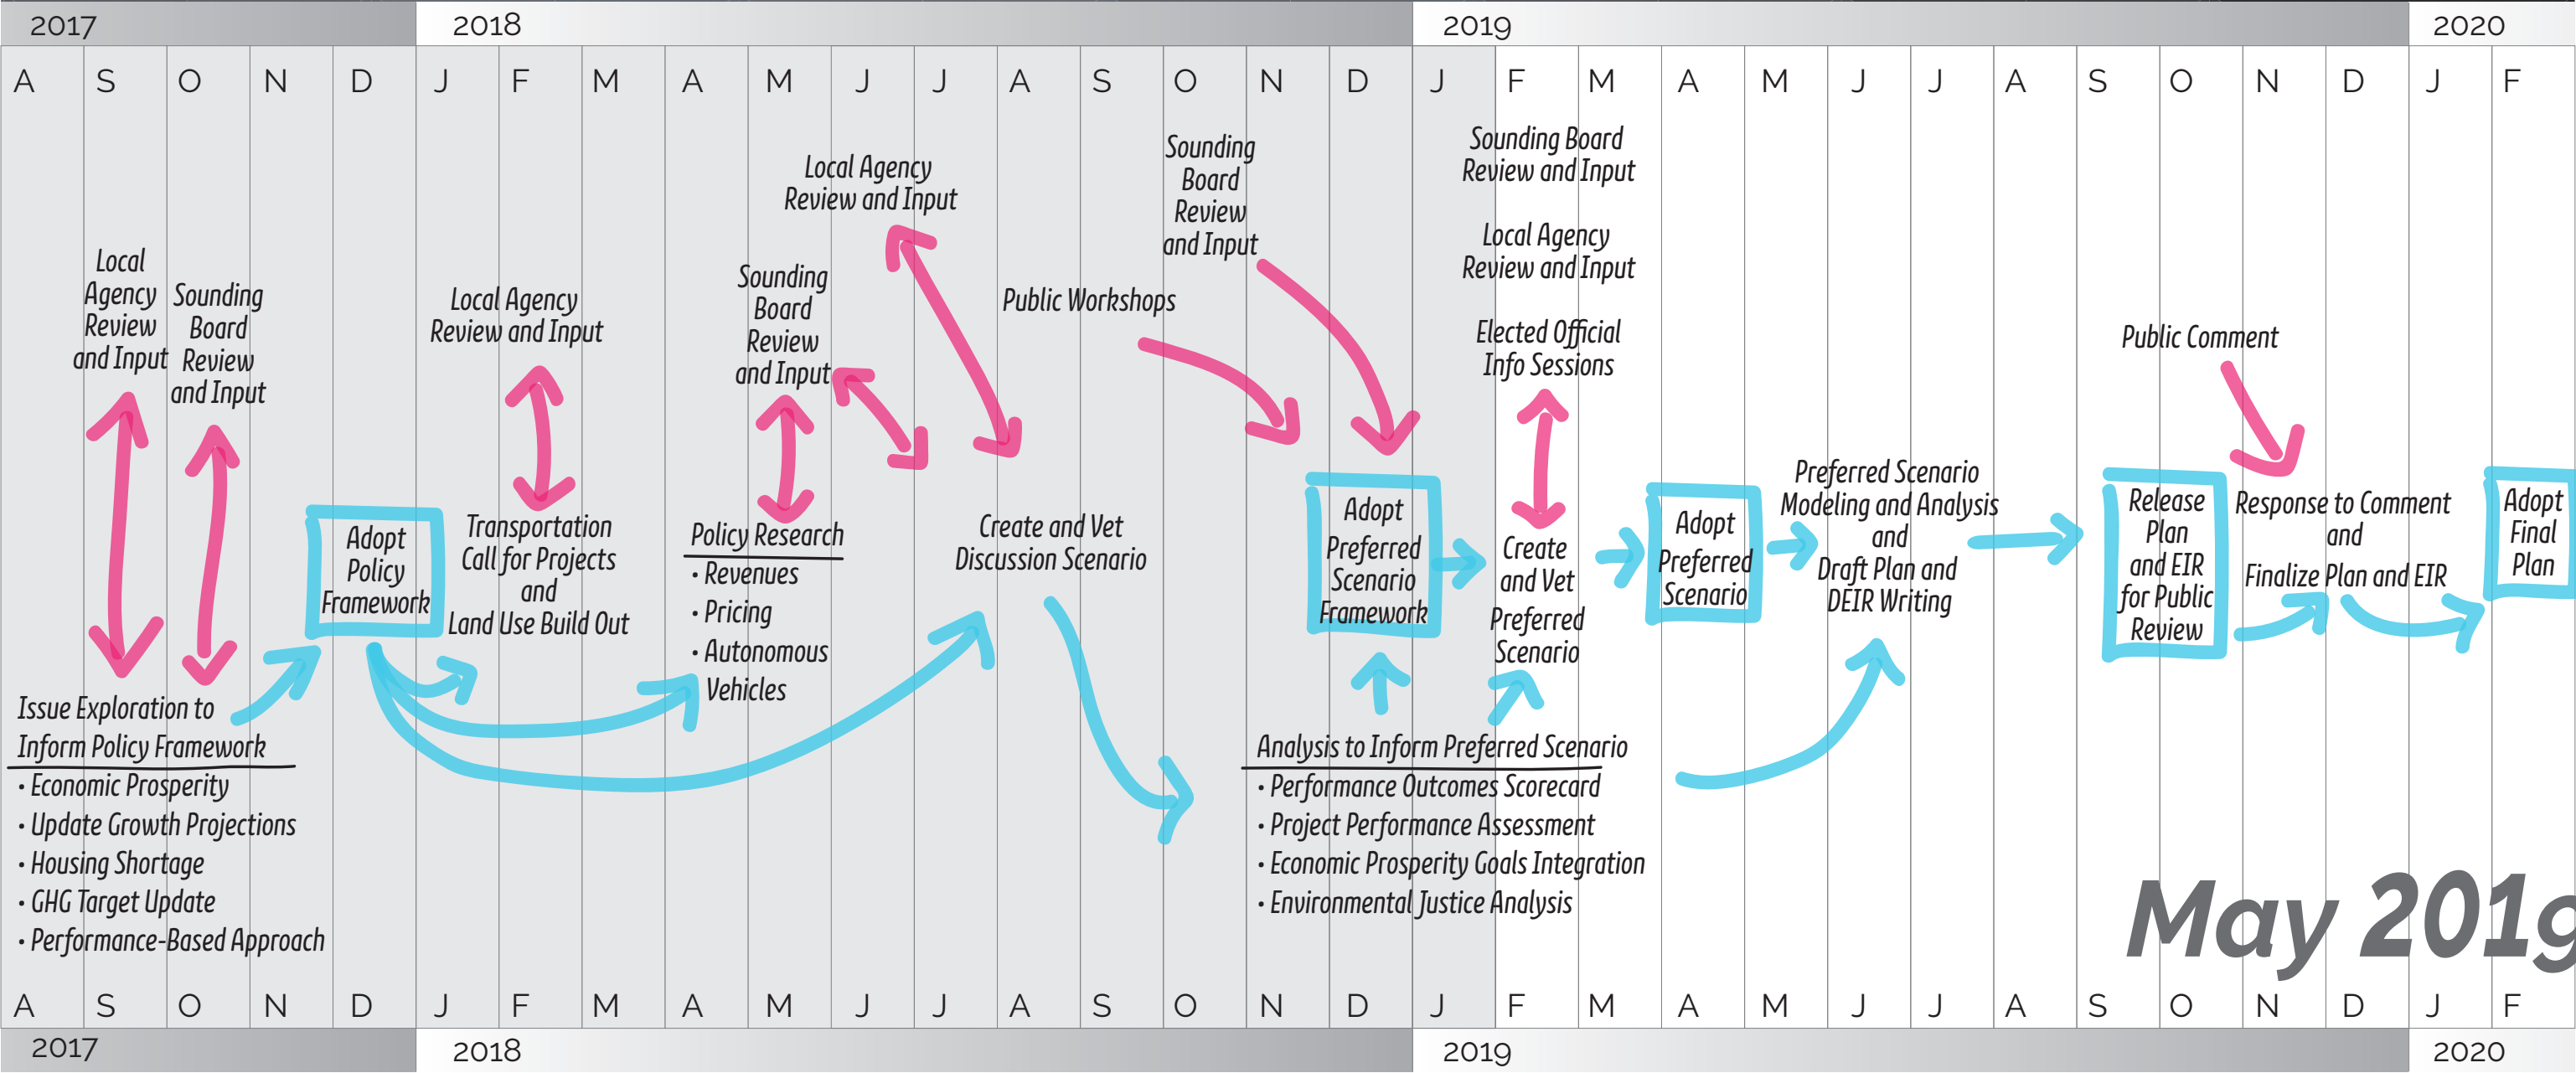 2017 2018 2019 2020
A S O N D J F M A M J J A S O N D J F M A M J J A S O N D J F
Local
Agency
Review
and Input
Sounding
Board
Review
and Input
Issue Exploration to
Inform Policy Framework
• Economic Prosperity
• Update Growth Projections
• Housing Shortage
• GHG Target Update
• Performance-Based Approach
Adopt
Policy
Framework
Local Agency
Review and Input
Transportation
Call for Projects
and
Land Use Build Out
Sounding
Board
Review
and Input
Policy Research
• Revenues
• Pricing
• Autonomous
Vehicles
Local Agency
Review and Input
Create and Vet
Discussion Scenario
Public Workshops
Sounding
Board
Review
and Input
Adopt
Preferred
Scenario
Framework
Analysis to Inform Preferred Scenario
• Performance Outcomes Scorecard
• Project Performance Assessment
• Economic Prosperity Goals Integration
• Environmental Justice Analysis
Sounding Board
Review and Input
Local Agency
Review and Input
Elected Official
Info Sessions
Create
and Vet
Preferred
Scenario
Adopt
Preferred
Scenario
Preferred Scenario
Modeling and Analysis
and
Draft Plan and
DEIR Writing
Release
Plan
and EIR
for Public
Review
Public Comment
Response to Comment
and
Finalize Plan and EIR
Adopt
Final
Plan
May 2019
A S O N D J F M A M J J A S O N D J F M A M J J A S O N D J F
2017 2018 2019 2020